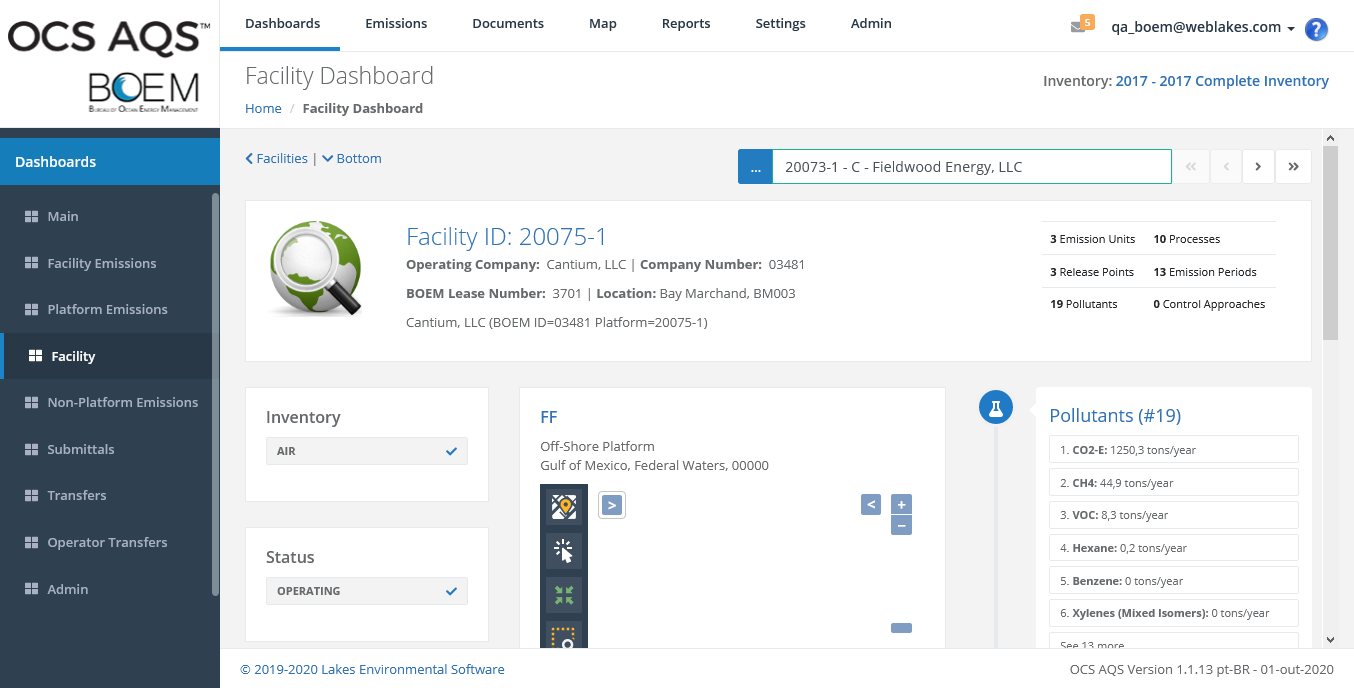 OCS AQS™
BOEM
BUREAU OF OCEAN ENERGY MANAGEMENT
Dashboards
Emissions
Documents
Map
Reports
Settings
Admin
5
qa_boem@weblakes.com
?
Facility Dashboard
Home / Facility Dashboard
Inventory: 2017 - 2017 Complete Inventory
Dashboards
Main
Facility Emissions
Platform Emissions
Facility
Non-Platform Emissions
Submittals
Transfers
Operator Transfers
Admin
Facilities | Bottom
... 20073-1 - C - Fieldwood Energy, LLC
Facility ID: 20075-1
Operating Company: Cantium, LLC | Company Number: 03481
BOEM Lease Number: 3701 | Location: Bay Marchand, BM003
Cantium, LLC (BOEM ID=03481 Platform=20075-1)
3 Emission Units 10 Processes
3 Release Points 13 Emission Periods
19 Pollutants 0 Control Approaches
Inventory
AIR
Status
OPERATING
FF
Off-Shore Platform
Gulf of Mexico, Federal Waters, 00000
>
<
+
−
Pollutants (#19)
1. CO2-E: 1250,3 tons/year
2. CH4: 44,9 tons/year
3. VOC: 8,3 tons/year
4. Hexane: 0,2 tons/year
5. Benzene: 0 tons/year
6. Xylenes (Mixed Isomers): 0 tons/year
See 13 more
© 2019-2020 Lakes Environmental Software
OCS AQS Version 1.1.13 pt-BR - 01-out-2020